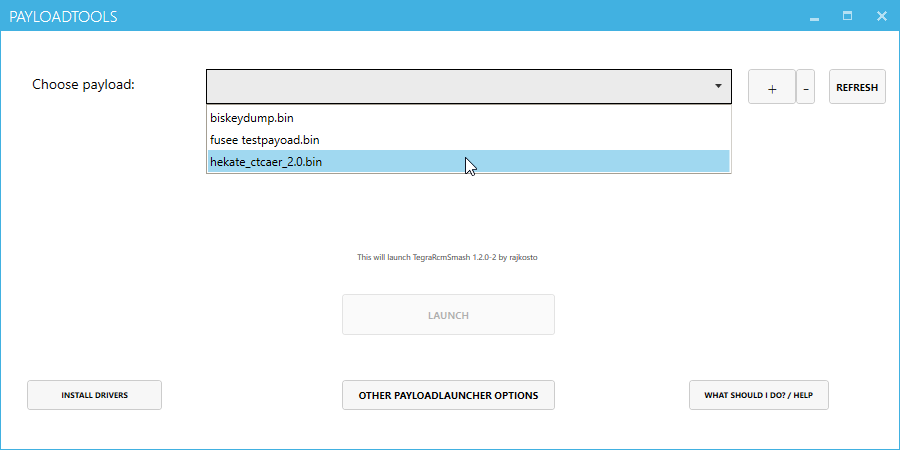 PAYLOADTOOLS
Choose payload:
+
-
REFRESH
biskeydump.bin
fusee testpayoad.bin
hekate_ctcaer_2.0.bin
This will launch TegraRcmSmash 1.2.0-2 by rajkosto
LAUNCH
INSTALL DRIVERS
OTHER PAYLOADLAUNCHER OPTIONS
WHAT SHOULD I DO? / HELP